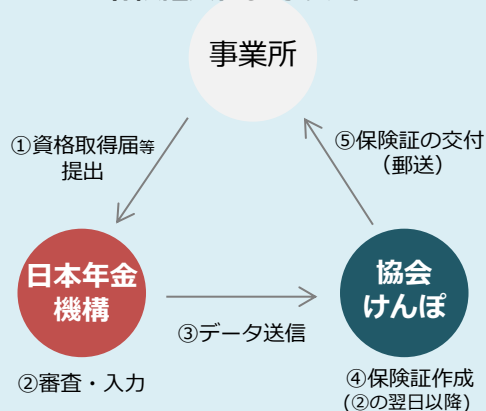 事業所
①資格取得届等
提出
⑤保険証の交付
（郵送）
日本年金
機構
協会
けんぽ
③データ送信
②審査・入力
④保険証作成
(②の翌日以降)